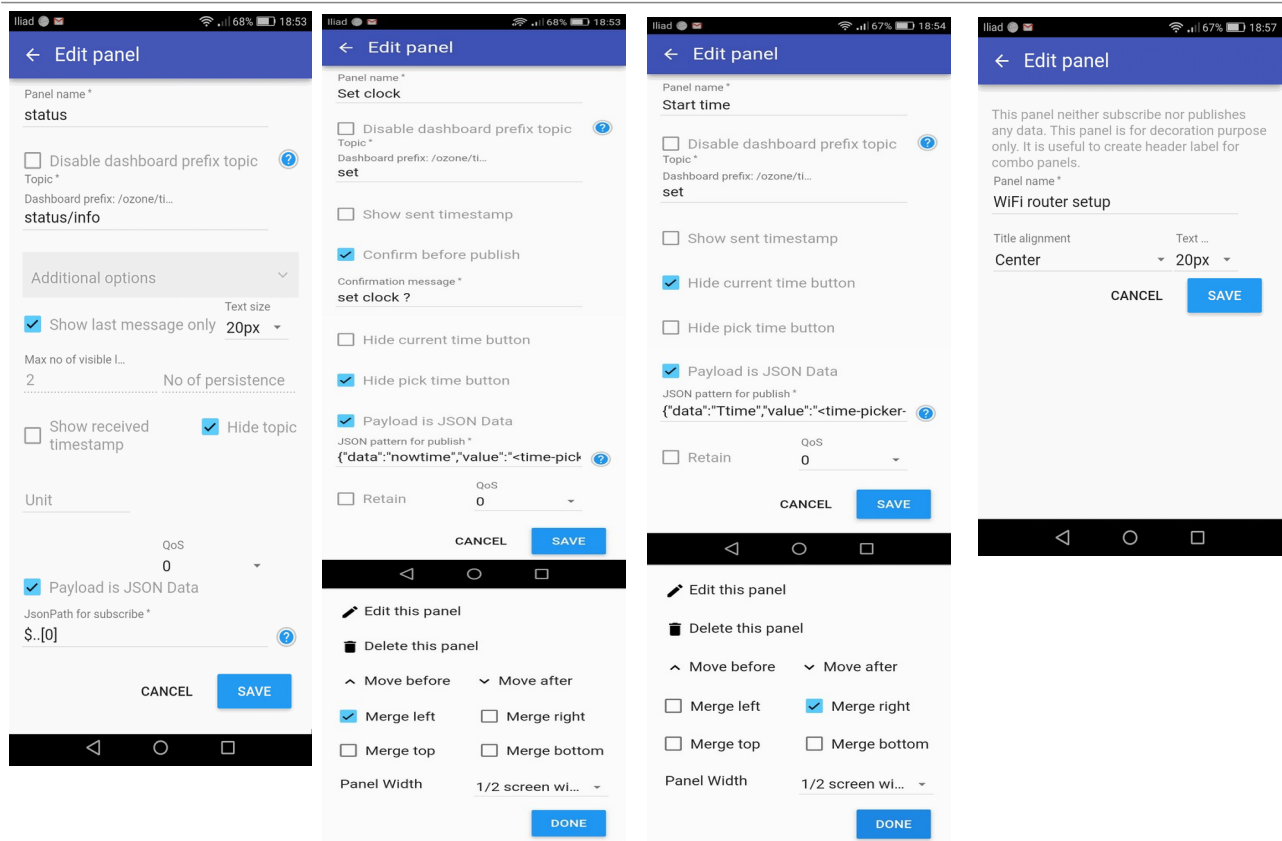 Iliad 68% 18:53
Edit panel
Panel name *
status
Disable dashboard prefix topic
Topic *
Dashboard prefix: /ozone/ti...
status/info
Additional options
Text size
Show last message only 20px
Max no of visible l...
2 No of persistence
Show received
timestamp
Hide topic
Unit
QoS
0
Payload is JSON Data
JsonPath for subscribe *
$..[0]
CANCEL SAVE
Iliad 68% 18:53
Edit panel
Panel name *
Set clock
Disable dashboard prefix topic
Topic *
Dashboard prefix: /ozone/ti...
set
Show sent timestamp
Confirm before publish
Confirmation message *
set clock ?
Hide current time button
Hide pick time button
Payload is JSON Data
JSON pattern for publish *
{"data":"nowtime","value":"<time-pick
QoS
Retain 0
CANCEL SAVE
Edit this panel
Delete this panel
Move before Move after
Merge left Merge right
Merge top Merge bottom
Panel Width 1/2 screen wi...
DONE
Iliad 67% 18:54
Edit panel
Panel name *
Start time
Disable dashboard prefix topic
Topic *
Dashboard prefix: /ozone/ti...
set
Show sent timestamp
Hide current time button
Hide pick time button
Payload is JSON Data
JSON pattern for publish *
{"data":"Ttime","value":"<time-picker-
QoS
Retain 0
CANCEL SAVE
Edit this panel
Delete this panel
Move before Move after
Merge left Merge right
Merge top Merge bottom
Panel Width 1/2 screen wi...
DONE
Iliad 67% 18:57
Edit panel
This panel neither subscribe nor publishes
any data. This panel is for decoration purpose
only. It is useful to create header label for
combo panels.
Panel name *
WiFi router setup
Title alignment Text ...
Center 20px
CANCEL SAVE